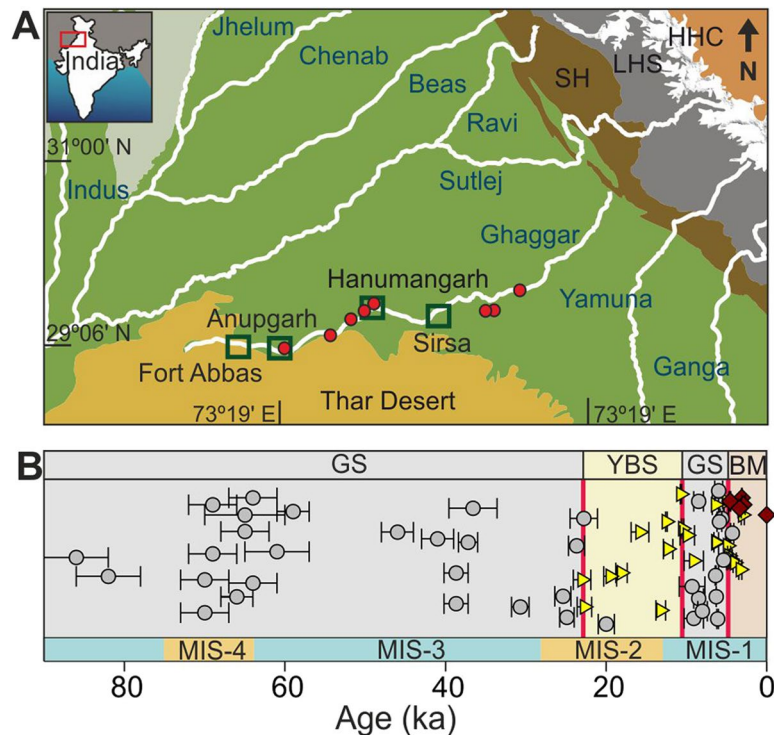 A
India
Jhelum
Chenab
Beas
Ravi
SH
LHS
HHC
N
31º00' N
Indus
Sutlej
Ghaggar
Hanumangarh
Yamuna
Anupgarh
29º06' N
Sirsa
Fort Abbas
Ganga
Thar Desert
73º19' E
73º19' E
B
GS
YBS
GS
BM
MIS-4
MIS-3
MIS-2
MIS-1
80
60
40
20
0
Age (ka)